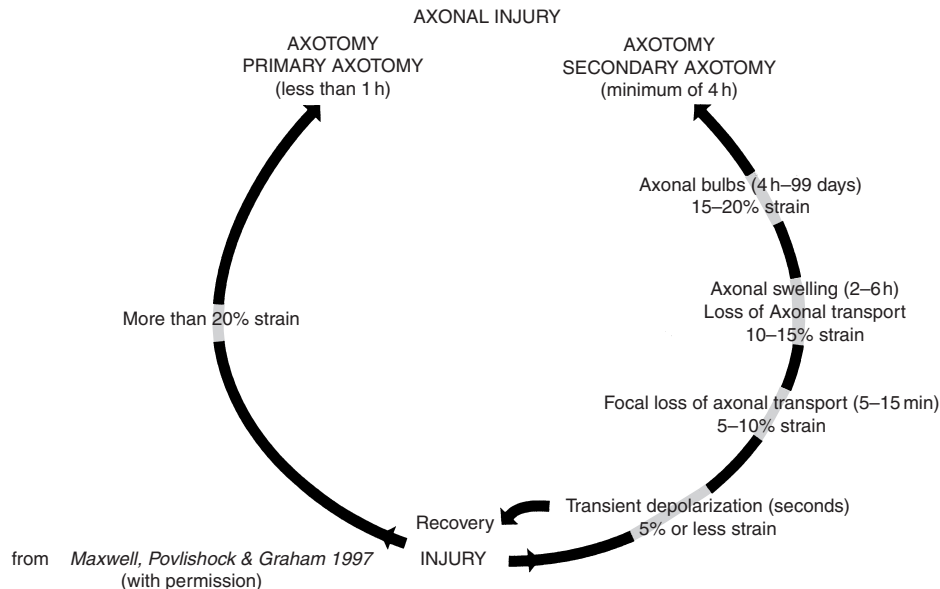 AXONAL INJURY
AXOTOMY
PRIMARY AXOTOMY
(less than 1 h)
AXOTOMY
SECONDARY AXOTOMY
(minimum of 4 h)
Axonal bulbs (4 h–99 days)
15–20% strain
Axonal swelling (2–6 h)
Loss of Axonal transport
10–15% strain
More than 20% strain
Focal loss of axonal transport (5–15 min)
5–10% strain
Transient depolarization (seconds)
5% or less strain
Recovery
INJURY
from Maxwell, Povlishock & Graham 1997
(with permission)